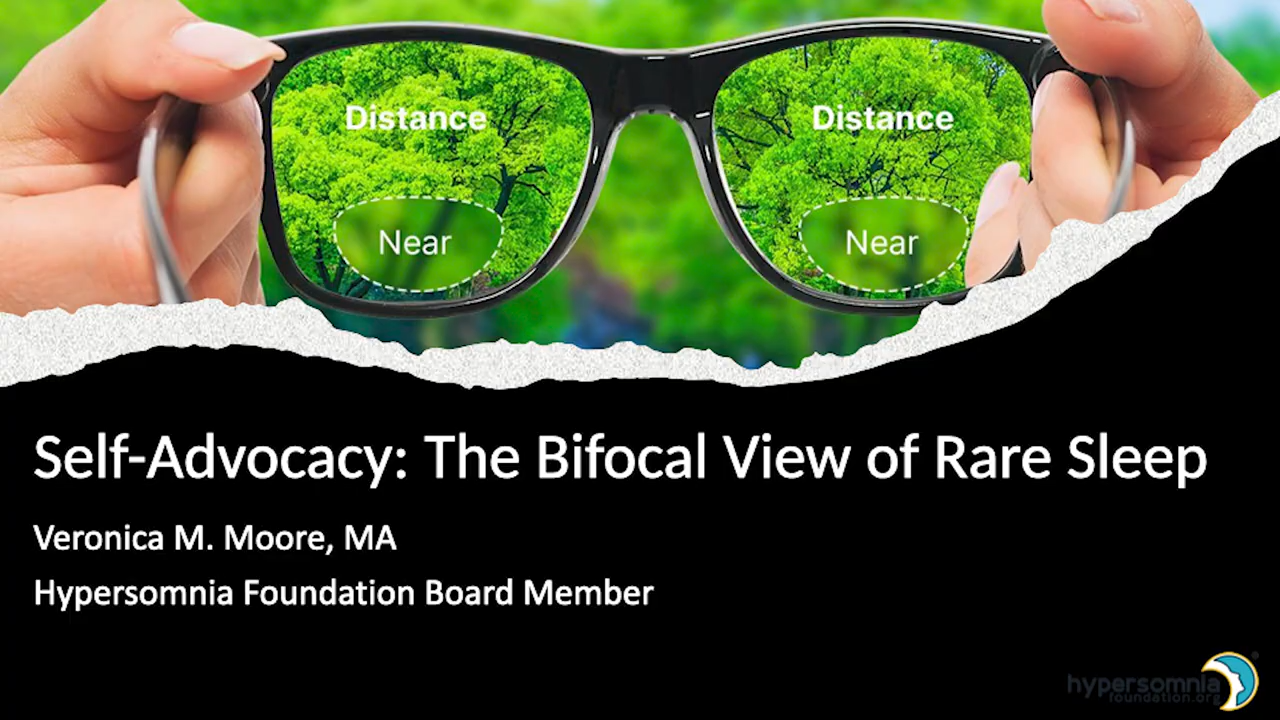 Distance Distance
Near Near
Self-Advocacy: The Bifocal View of Rare Sleep
Veronica M. Moore, MA
Hypersomnia Foundation Board Member
hypersomnia
foundation.org